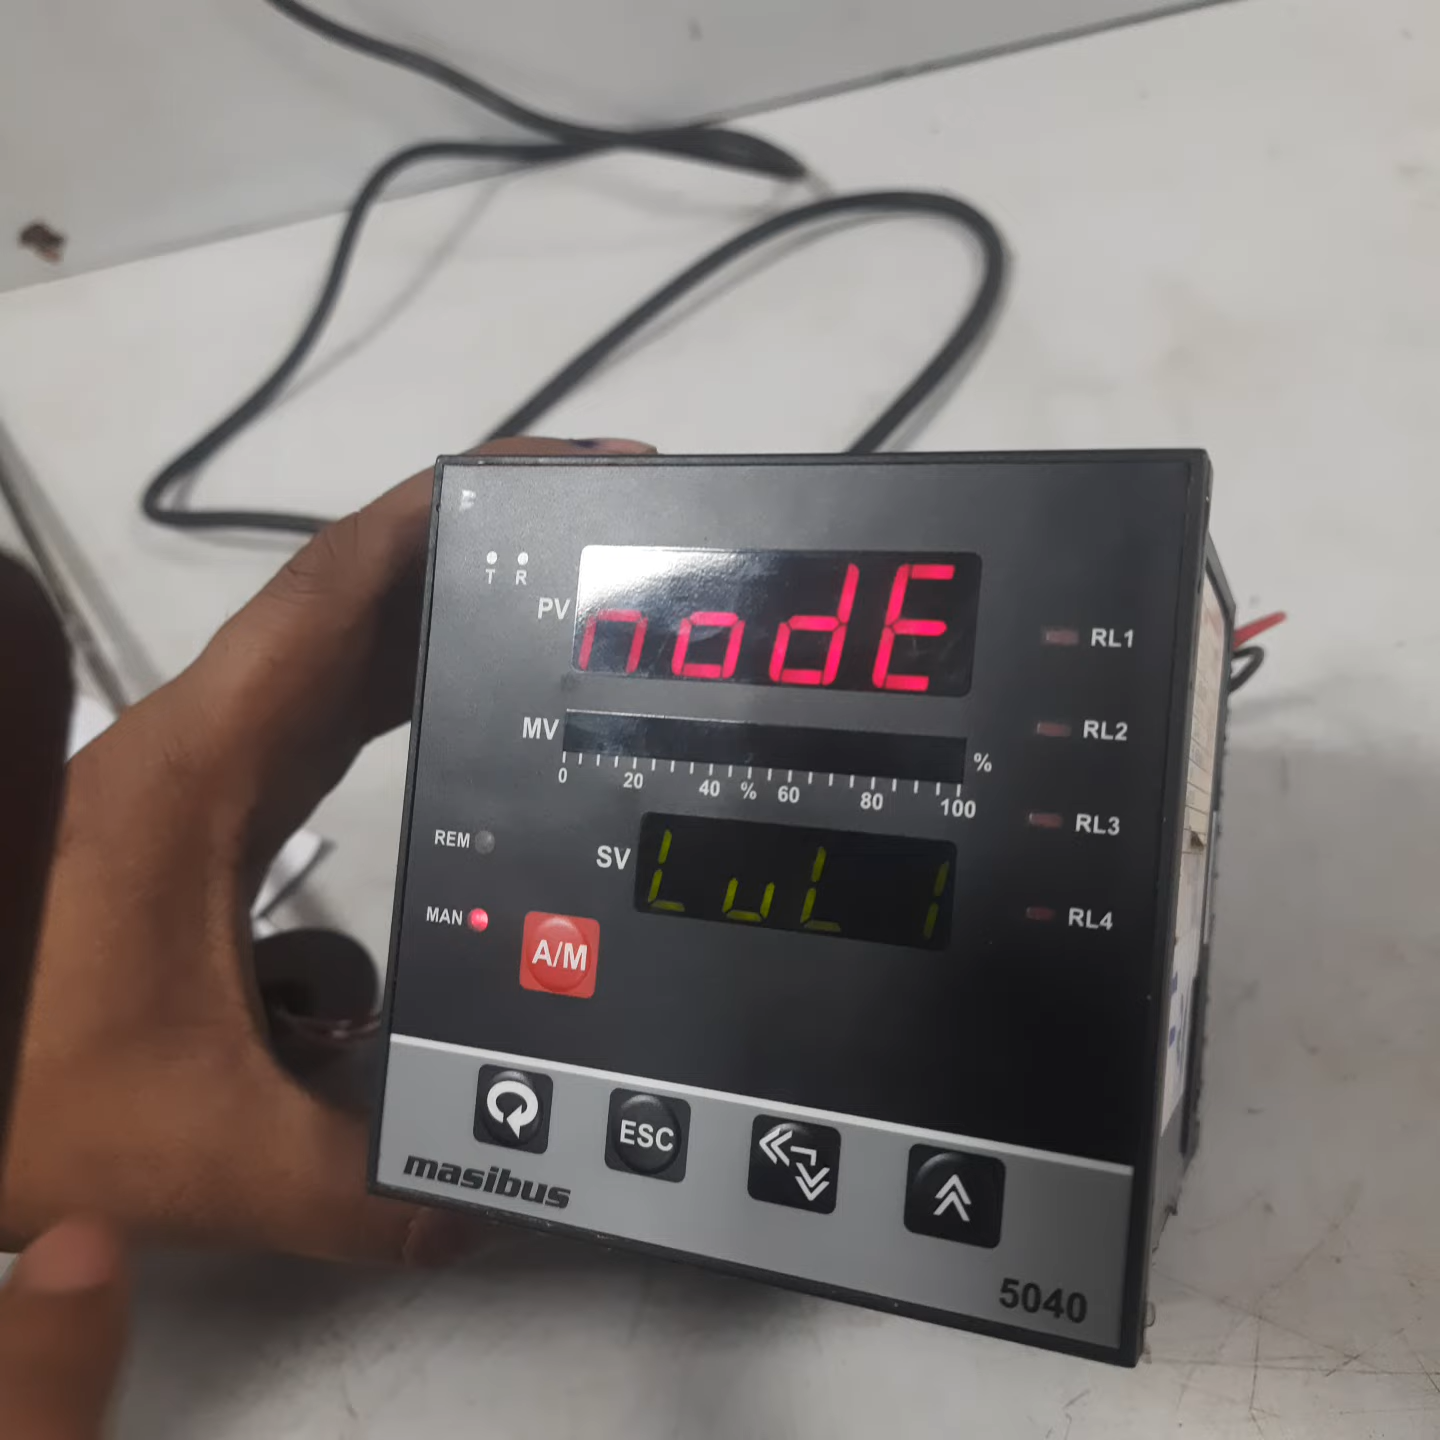 T R
PV nodE
RL1
MV
%
0 20 40 % 60 80 100
RL2
REM
SV LuL1
RL3
MAN
A/M
RL4
ESC
masibus
5040